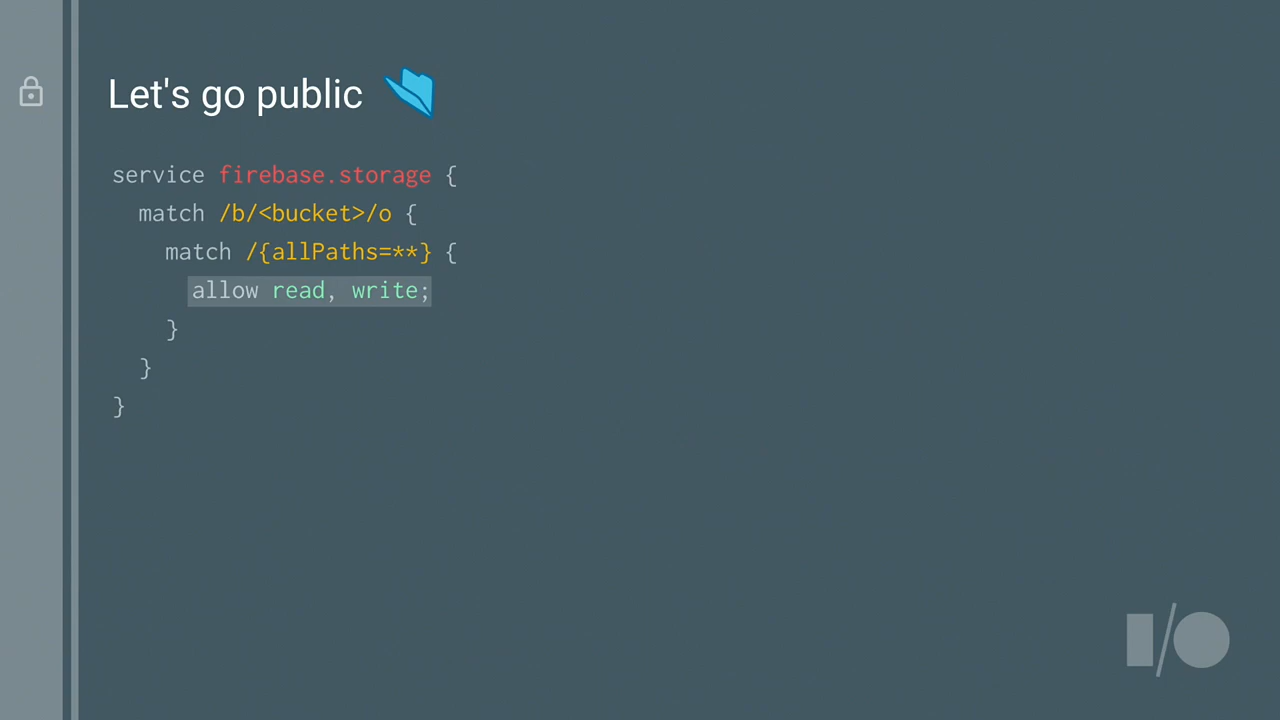 Let's go public
service firebase.storage {
match /b/<bucket>/o {
match /{allPaths=**} {
allow read, write;
}
}
}
I/O